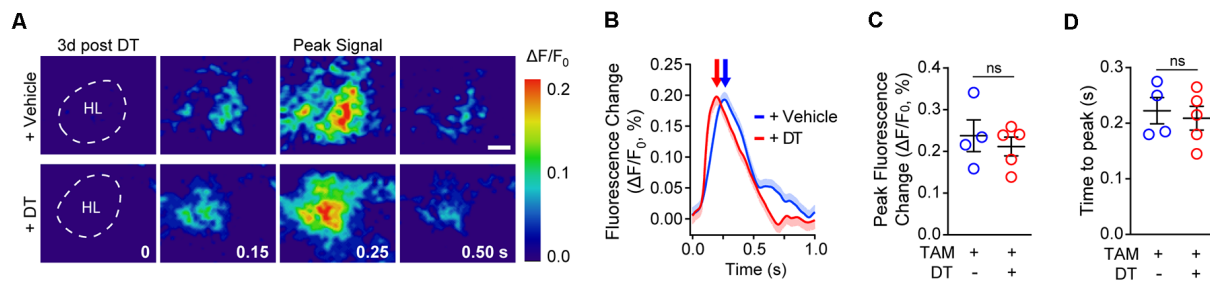 A
3d post DT
Peak Signal
ΔF/F0
+ Vehicle
HL
0.2
0.1
0.0
+ DT
HL
0
0.15
0.25
0.50 s
B
Fluorescence Change
(ΔF/F0, %)
0.25
0.20
0.15
0.10
0.05
0.00
+ Vehicle
+ DT
0.0
0.5
1.0
Time (s)
C
Peak Fluorescence
Change (ΔF/F0, %)
ns
0.4
0.3
0.2
0.1
0.0
TAM + +
DT - +
D
Time to peak (s)
ns
0.3
0.2
0.1
0.0
TAM + +
DT - +